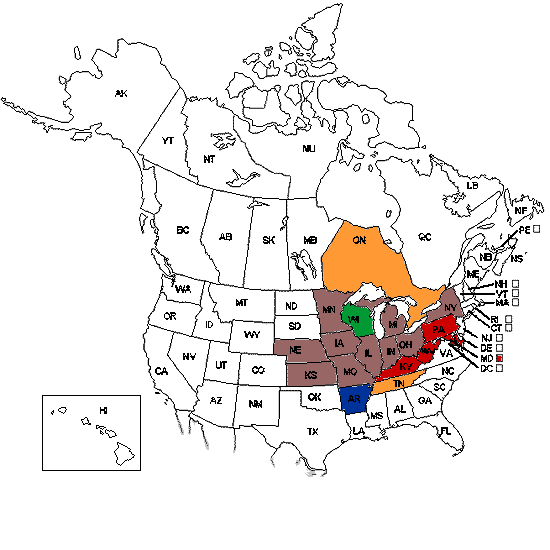 AK
YT
NT
NU
BC
AB
SK
MB
ON
QC
LB
NF
PE
NB
NS
ME
NH
VT
MA
RI
CT
NJ
DE
MD
DC
WA
MT
ND
MN
WI
MI
NY
OR
ID
WY
SD
IA
PA
NV
UT
CO
NE
IL
IN
OH
WV
VA
CA
KS
MO
KY
NC
AZ
NM
OK
AR
TN
SC
TX
LA
MS
AL
GA
FL
HI